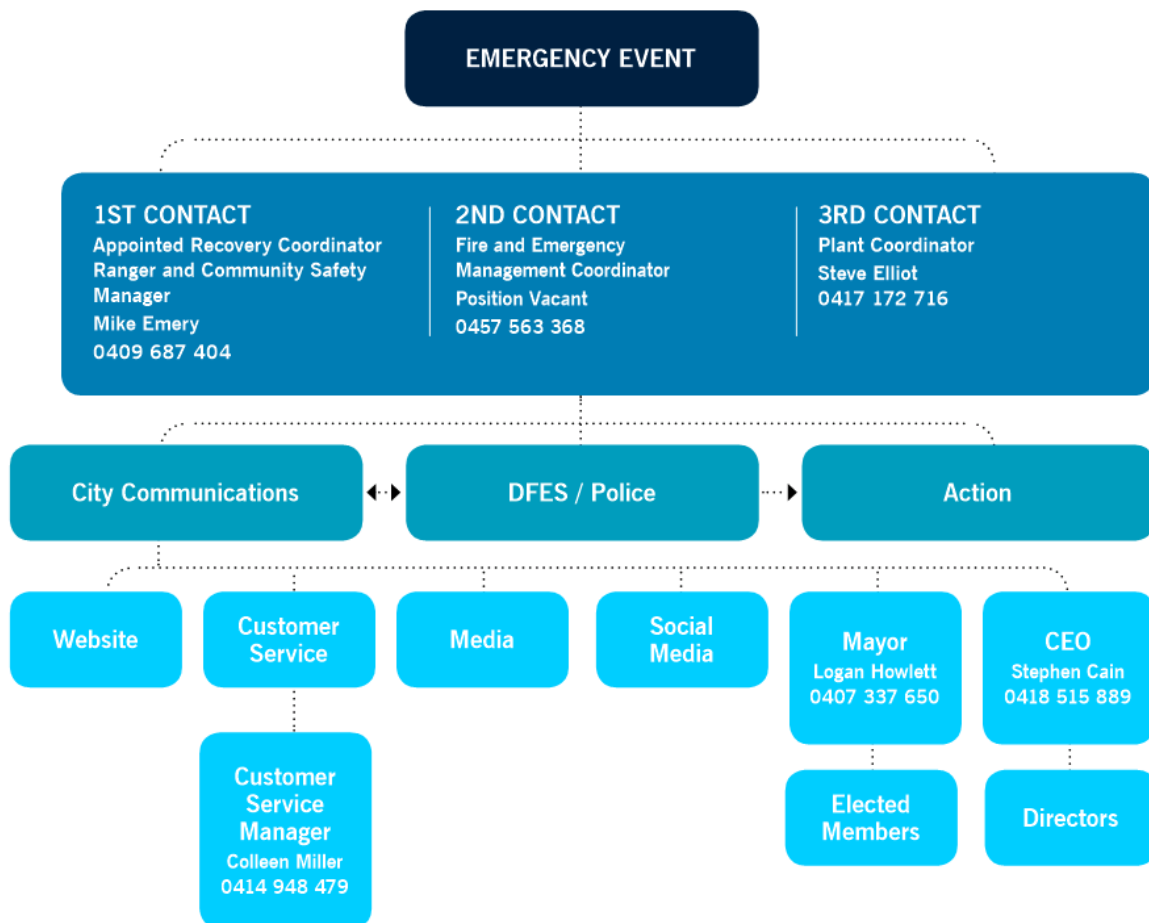 EMERGENCY EVENT
1ST CONTACT
Appointed Recovery Coordinator
Ranger and Community Safety
Manager
Mike Emery
0409 687 404
2ND CONTACT
Fire and Emergency
Management Coordinator
Position Vacant
0457 563 368
3RD CONTACT
Plant Coordinator
Steve Elliot
0417 172 716
City Communications
DFES / Police
Action
Website
Customer
Service
Media
Social
Media
Mayor
Logan Howlett
0407 337 650
CEO
Stephen Cain
0418 515 889
Customer
Service
Manager
Colleen Miller
0414 948 479
Elected
Members
Directors